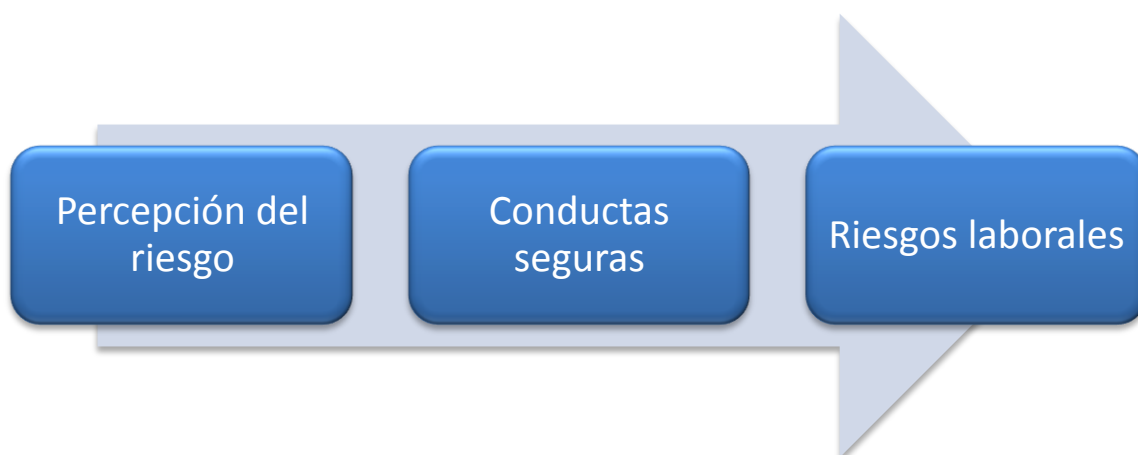 Percepción del
riesgo
Conductas
seguras
Riesgos laborales